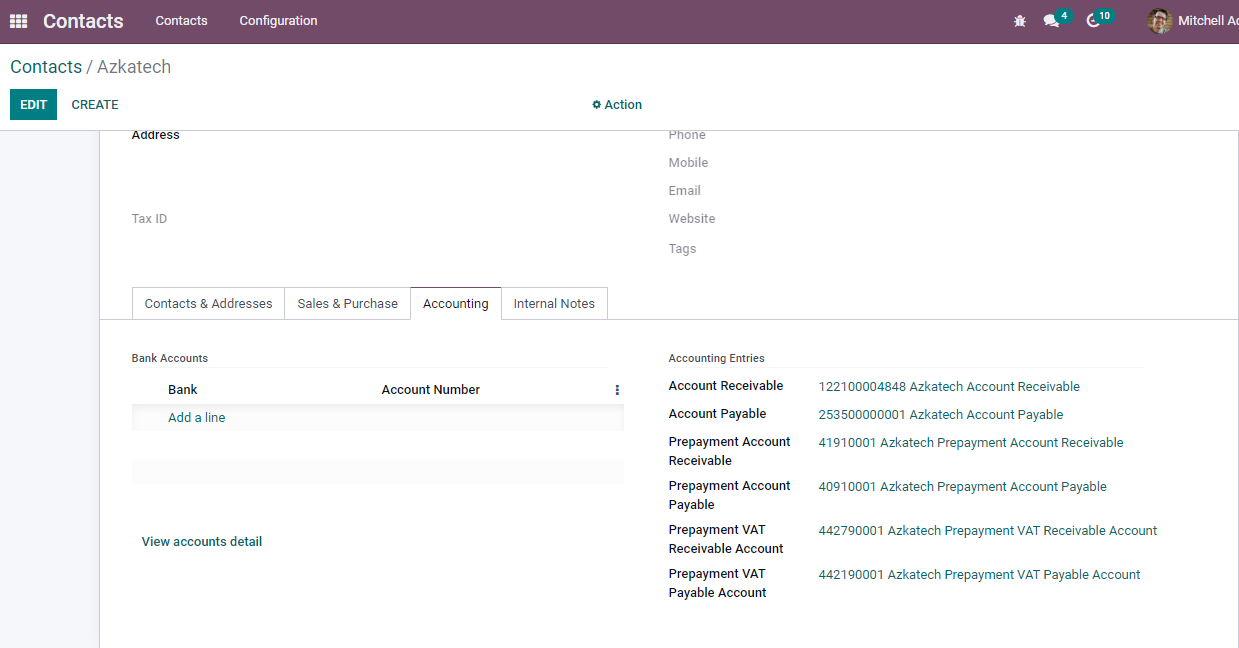 Contacts Contacts Configuration 4 10 Mitchell Ad
Contacts / Azkatech
EDIT CREATE Action
Address Phone
Mobile
Email
Tax ID Website
Tags
Contacts & Addresses Sales & Purchase Accounting Internal Notes
Bank Accounts Accounting Entries
Bank Account Number
Add a line
View accounts detail
Account Receivable 122100004848 Azkatech Account Receivable
Account Payable 253500000001 Azkatech Account Payable
Prepayment Account 41910001 Azkatech Prepayment Account Receivable
Receivable
Prepayment Account 40910001 Azkatech Prepayment Account Payable
Payable
Prepayment VAT 442790001 Azkatech Prepayment VAT Receivable Account
Receivable Account
Prepayment VAT 442190001 Azkatech Prepayment VAT Payable Account
Payable Account